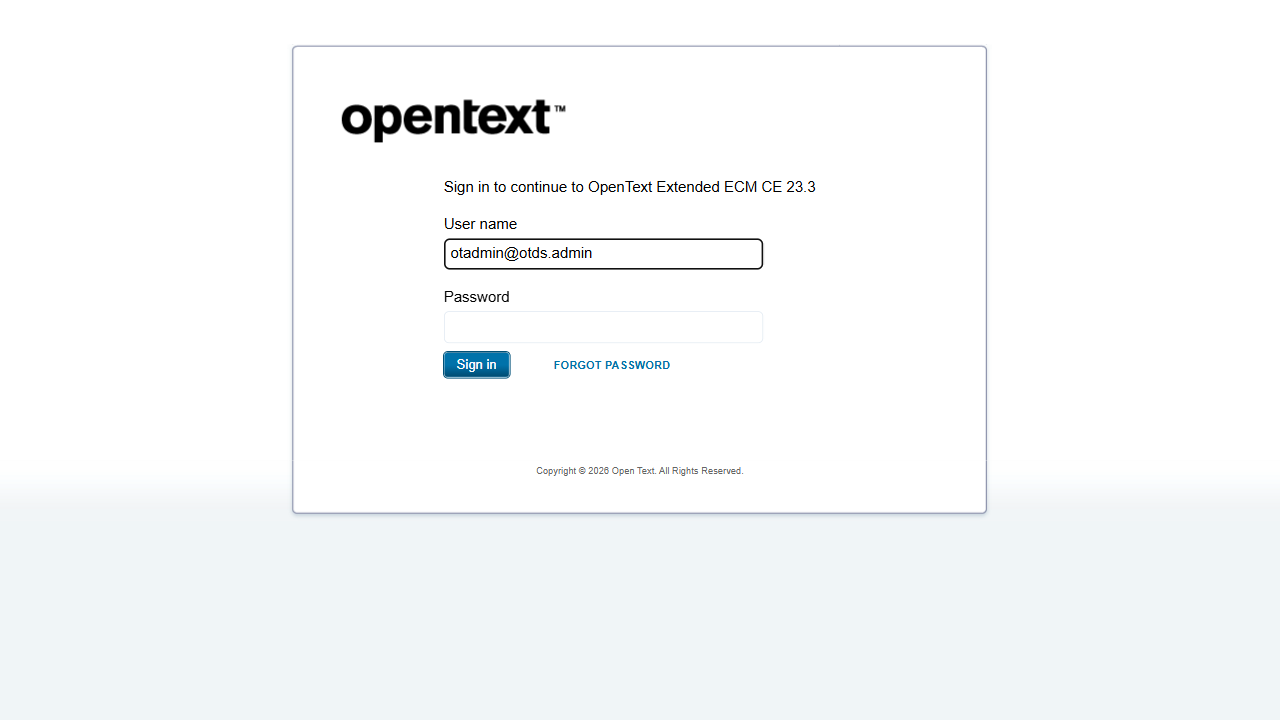 opentext™
Sign in to continue to OpenText Extended ECM CE 23.3
User name
otadmin@otds.admin
Password
Sign in
FORGOT PASSWORD
Copyright © 2026 Open Text. All Rights Reserved.